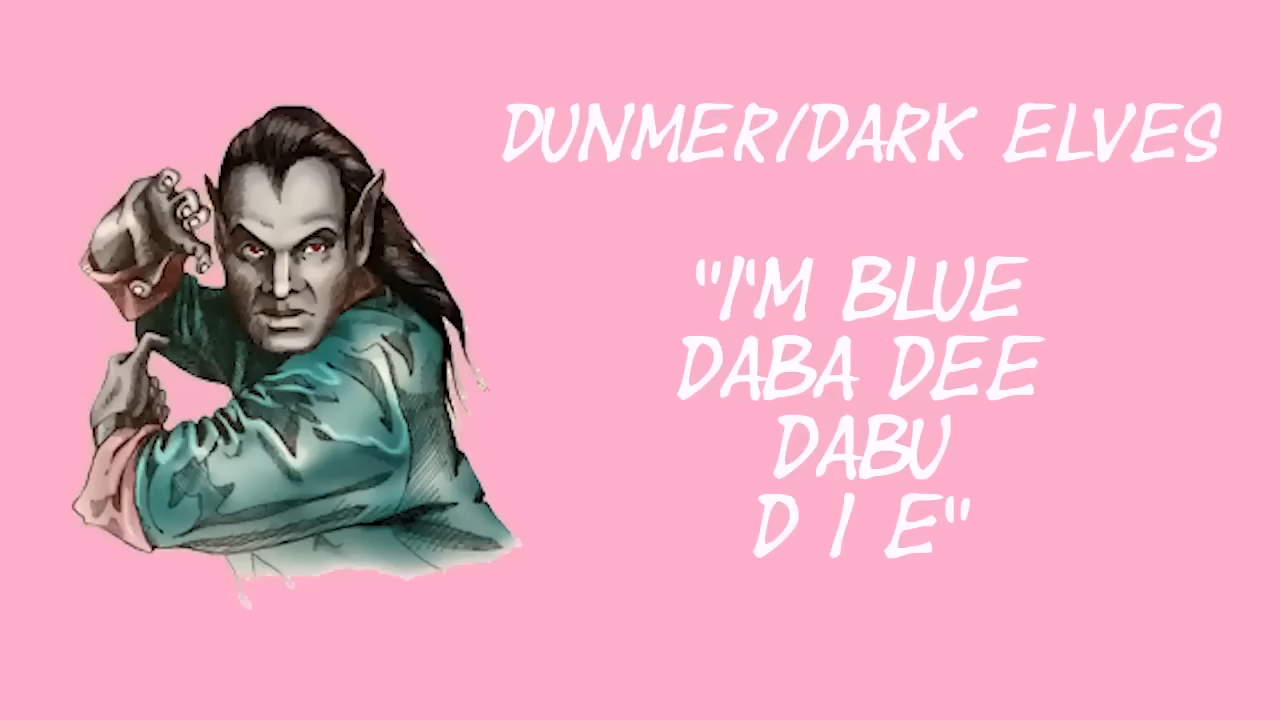 DUNMER/DARK ELVES
"I'M BLUE
DABA DEE
DABU
D I E"